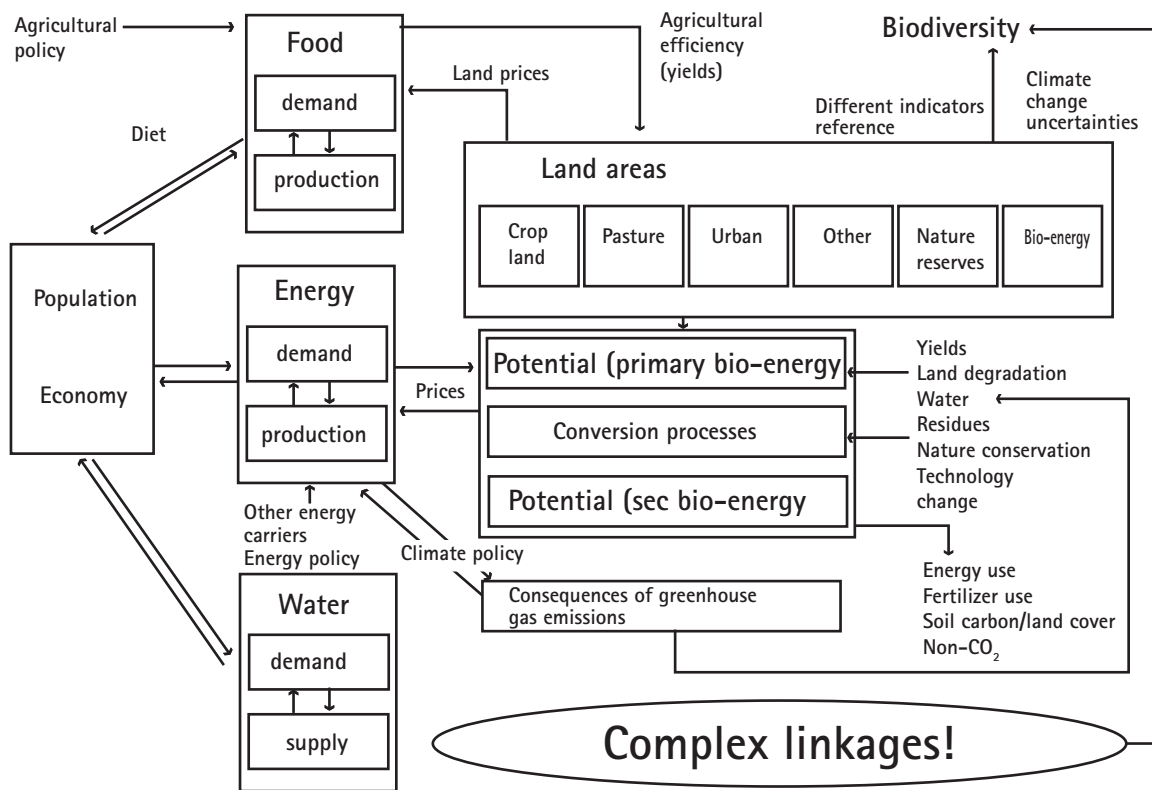 Agricultural
policy
Food
demand
production
Agricultural
efficiency
(yields)
Land prices
Biodiversity
Different indicators
reference
Climate
change
uncertainties
Diet
Land areas
Crop
land
Pasture
Urban
Other
Nature
reserves
Bio-energy
Population
Economy
Energy
demand
production
Prices
Potential (primary bio-energy
Conversion processes
Potential (sec bio-energy
Yields
Land degradation
Water
Residues
Nature conservation
Technology
change
Other energy
carriers
Energy policy
Climate policy
Consequences of greenhouse
gas emissions
Energy use
Fertilizer use
Soil carbon/land cover
Non-CO₂
Water
demand
supply
Complex linkages!